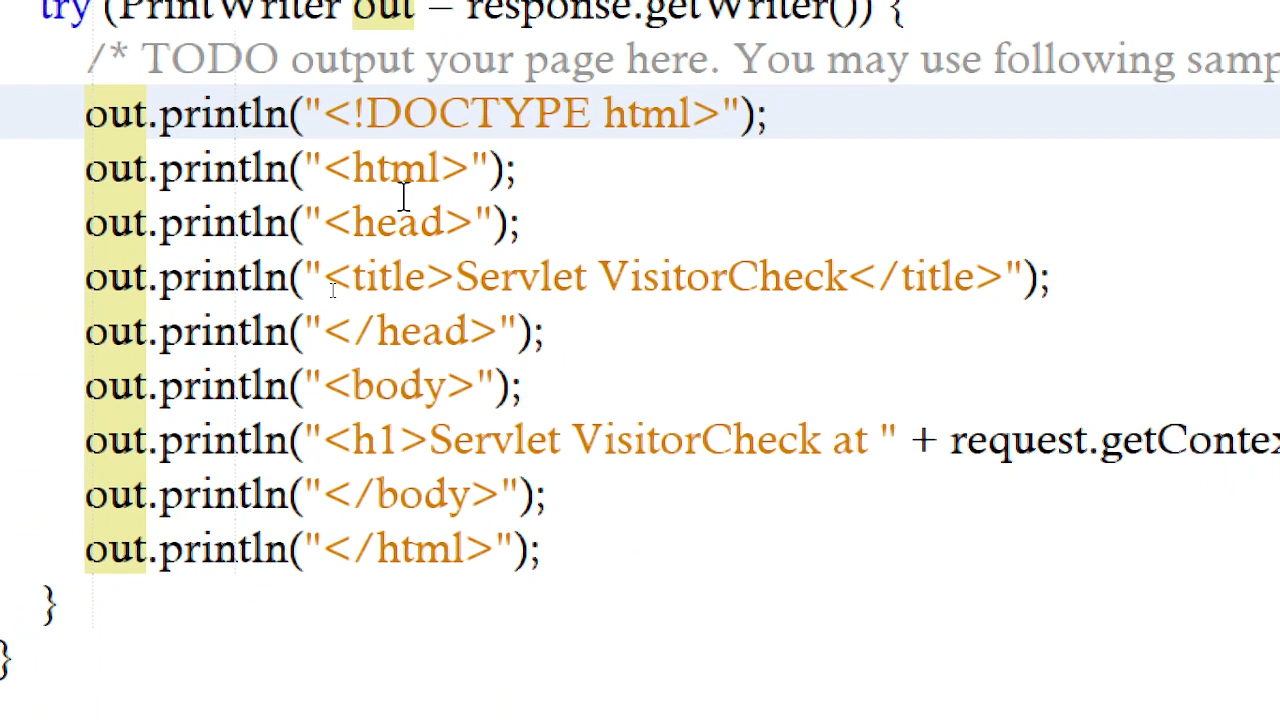 try (PrintWriter out = response.getWriter()) {
/* TODO output your page here. You may use following samp
out.println("<!DOCTYPE html>");
out.println("<html>");
out.println("<head>");
out.println("<title>Servlet VisitorCheck</title>");
out.println("</head>");
out.println("<body>");
out.println("<h1>Servlet VisitorCheck at " + request.getContex
out.println("</body>");
out.println("</html>");
}
}